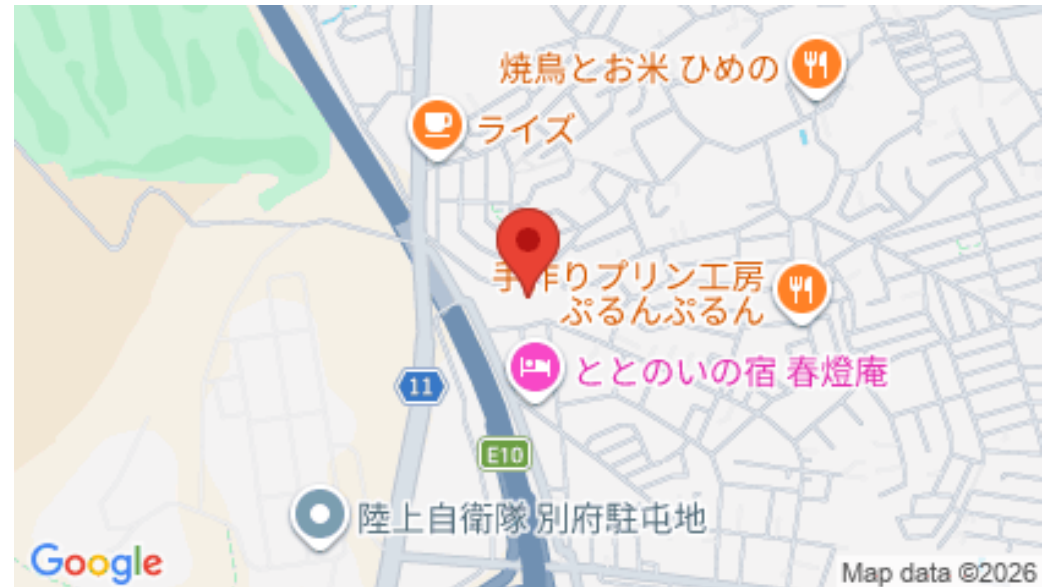 焼鳥とお米 ひめの
ライズ
手作りプリン工房
ぷるんぷるん
ととのいの宿 春燈庵
11
E10
陸上自衛隊 別府駐屯地
Google
Map data ©2026